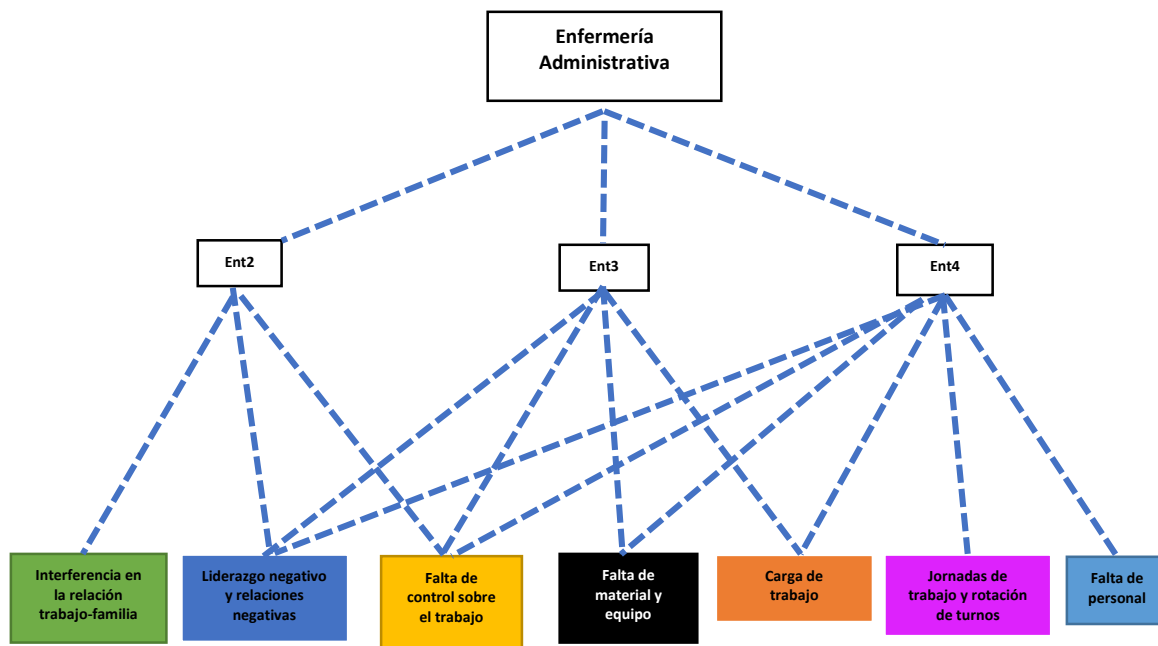 Enfermería
Administrativa
Ent2
Ent3
Ent4
Interferencia en
la relación
trabajo-familia
Liderazgo negativo
y relaciones
negativas
Falta de
control sobre
el trabajo
Falta de
material y
equipo
Carga de
trabajo
Jornadas de
trabajo y rotación
de turnos
Falta de
personal